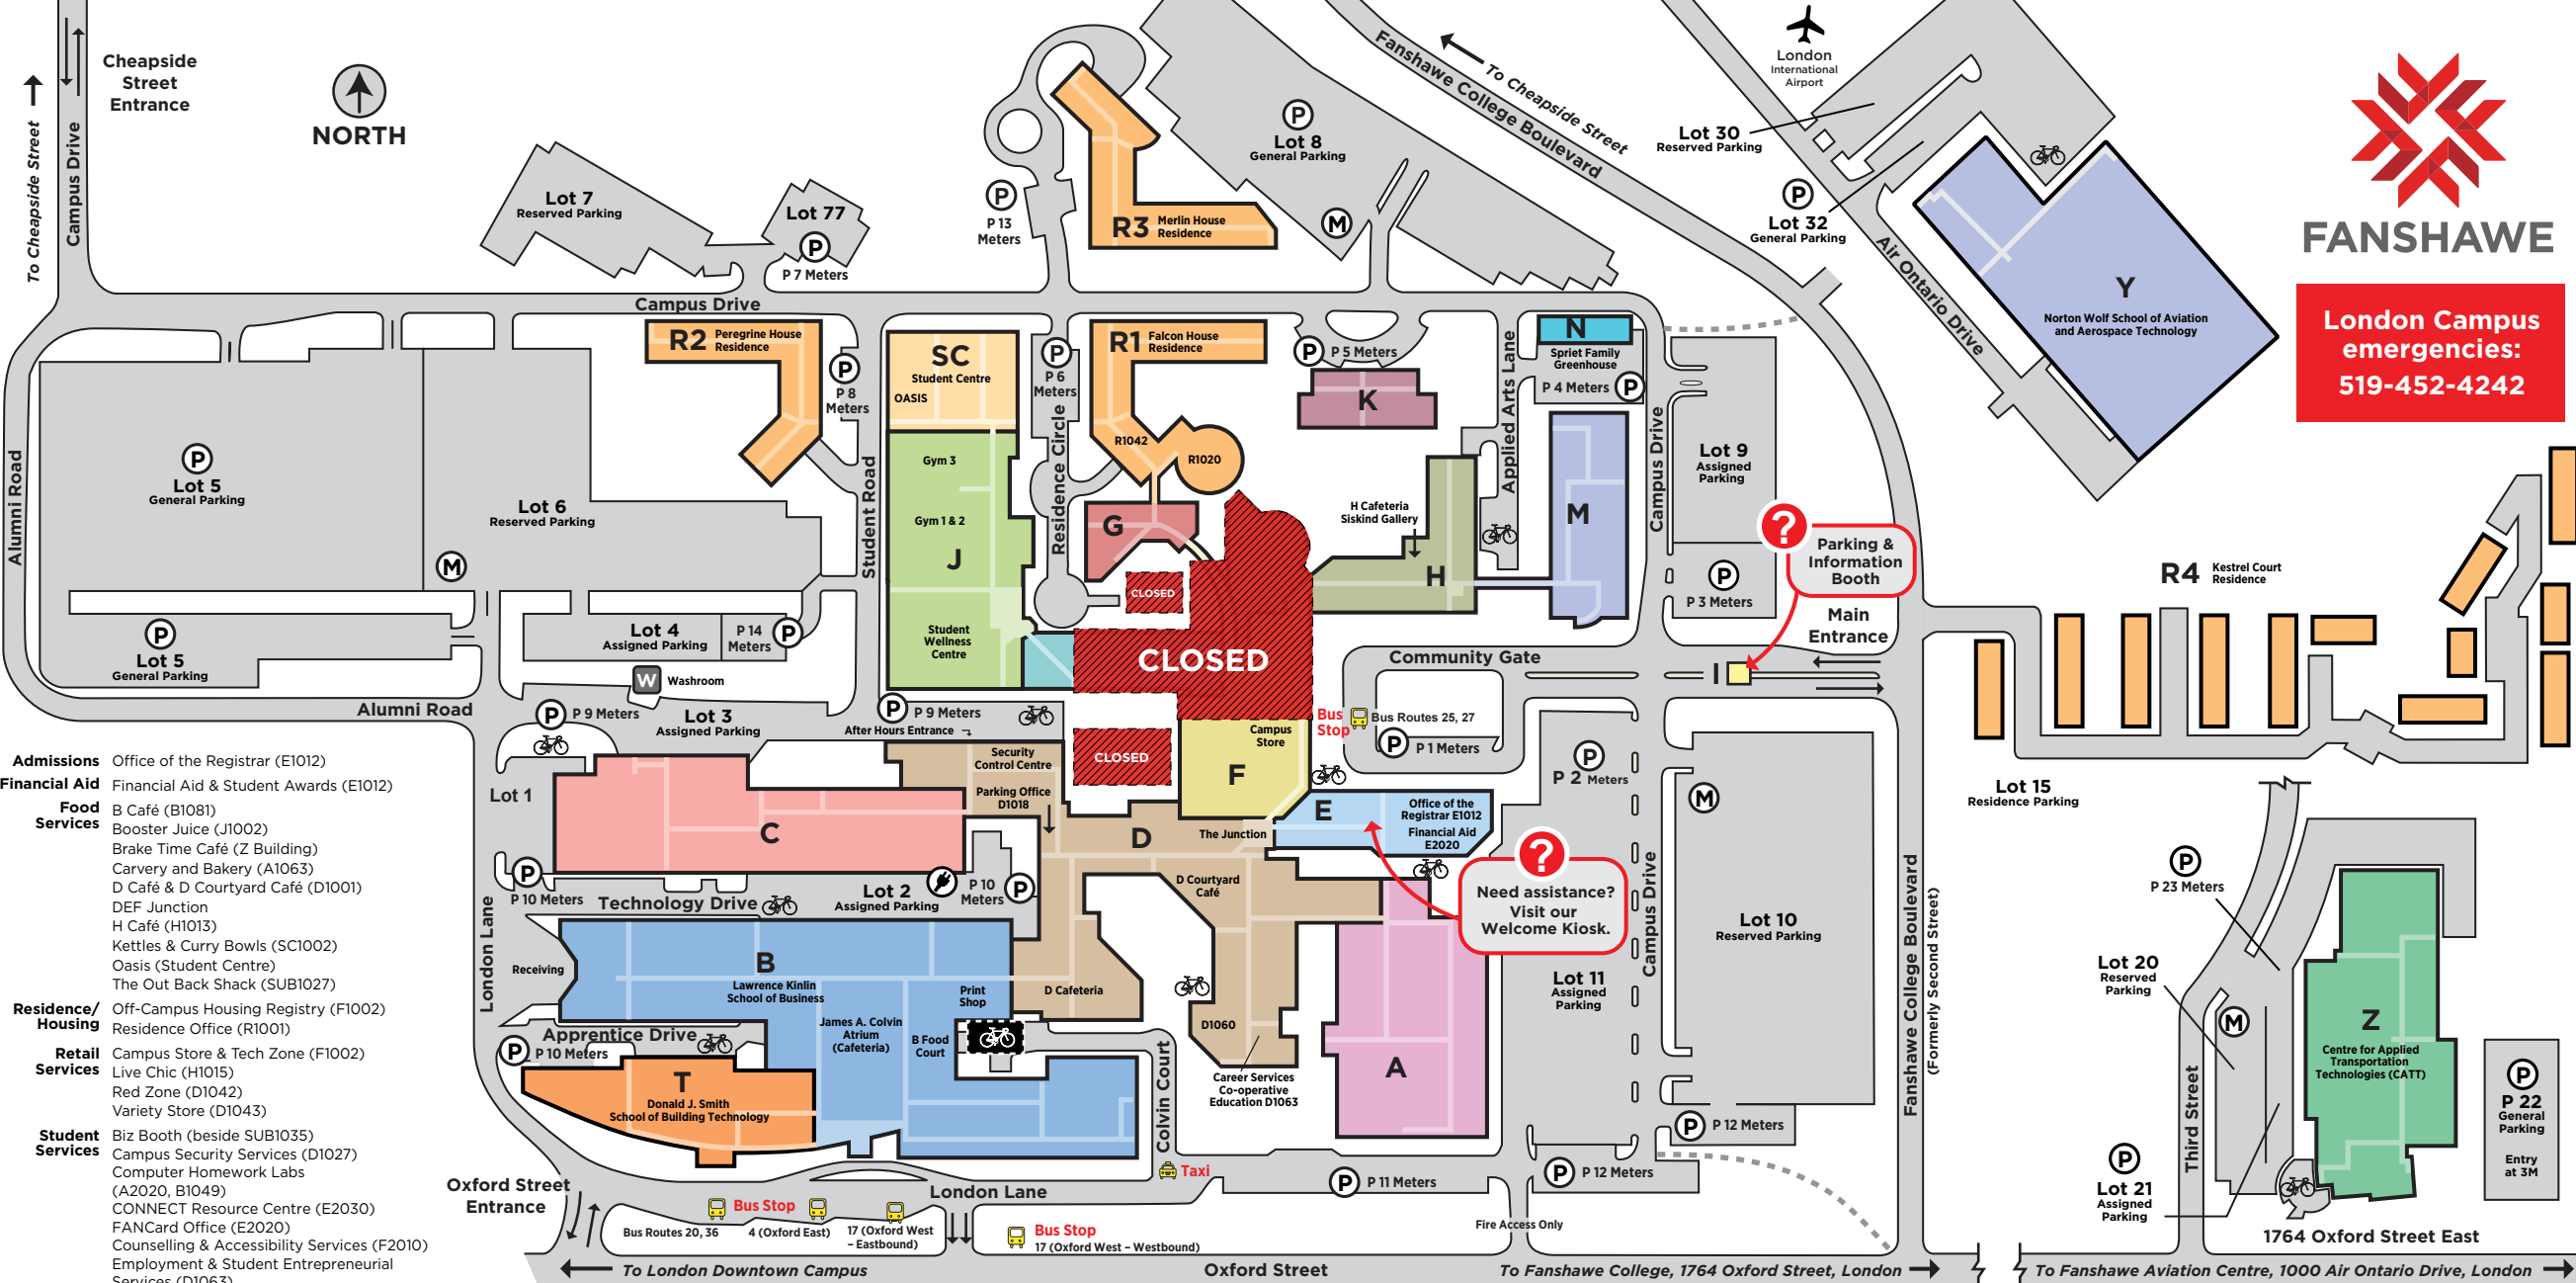 Cheapside
Street
Entrance
To Cheapside Street
Campus Drive
NORTH
Lot 7
Reserved Parking
Lot 77
P
P 7 Meters
P
P 13
Meters
R3 Merlin House
Residence
P
Lot 8
General Parking
M
Fanshawe College Boulevard
To Cheapside Street
London
International
Airport
Lot 30
Reserved Parking
P
Lot 32
General Parking
Air Ontario Drive
Y
Norton Wolf School of Aviation
and Aerospace Technology
FANSHAWE
London Campus
emergencies:
519-452-4242
Campus Drive
R2 Peregrine House
Residence
P
P 8
Meters
SC
Student Centre
OASIS
P
P 6
Meters
R1 Falcon House
Residence
R1042
R1020
P P 5 Meters
K
Applied Arts Lane
N
Spriet Family
Greenhouse
P 4 Meters P
Campus Drive
Lot 9
Assigned
Parking
Alumni Road
P
Lot 5
General Parking
Lot 6
Reserved Parking
M
Student Road
Gym 3
Gym 1 & 2
J
Student
Wellness
Centre
Residence Circle
G
CLOSED
CLOSED
CLOSED
H Cafeteria
Siskind Gallery
H
M
P
P 3 Meters
?
Parking &
Information
Booth
Main
Entrance
I
R4 Kestrel Court
Residence
P
Lot 5
General Parking
Lot 4
Assigned Parking
P 14
Meters
P
W Washroom
Alumni Road
P P 9 Meters
Lot 3
Assigned Parking
P P 9 Meters
After Hours Entrance
Community Gate
Bus
Stop
Bus Routes 25, 27
P P 1 Meters
P
P 2 Meters
M
Lot 15
Residence Parking
Lot 1
C
Security
Control Centre
Parking Office
D1018
D
The Junction
Campus
Store
F
E
Office of the
Registrar E1012
Financial Aid
E2020
?
Need assistance?
Visit our
Welcome Kiosk.
P
P 10 Meters
Technology Drive
Lot 2
Assigned Parking
P 10
Meters
P
D Courtyard
Café
London Lane
Receiving
B
Lawrence Kinlin
School of Business
Print
Shop
D Cafeteria
James A. Colvin
Atrium
(Cafeteria)
B Food
Court
D1060
Career Services
Co-operative
Education D1063
A
Lot 11
Assigned
Parking
Campus Drive
Lot 10
Reserved Parking
Fanshawe College Boulevard
(Formerly Second Street)
Apprentice Drive
P P 10 Meters
T
Donald J. Smith
School of Building Technology
Colvin Court
Taxi
P P 11 Meters
P P 12 Meters
P P 12 Meters
P
P 23 Meters
Lot 20
Reserved
Parking
M
Third Street
Z
Centre for Applied
Transportation
Technologies (CATT)
P
P 22
General
Parking
Entry
at 3M
P
Lot 21
Assigned
Parking
1764 Oxford Street East
Oxford Street
Entrance
London Lane
Bus Stop
Bus Routes 20, 36
4 (Oxford East)
17 (Oxford West
– Eastbound)
Bus Stop
17 (Oxford West – Westbound)
Fire Access Only
To London Downtown Campus
Oxford Street
To Fanshawe College, 1764 Oxford Street, London
To Fanshawe Aviation Centre, 1000 Air Ontario Drive, London
Admissions Office of the Registrar (E1012)
Financial Aid Financial Aid & Student Awards (E1012)
Food
Services
B Café (B1081)
Booster Juice (J1002)
Brake Time Café (Z Building)
Carvery and Bakery (A1063)
D Café & D Courtyard Café (D1001)
DEF Junction
H Café (H1013)
Kettles & Curry Bowls (SC1002)
Oasis (Student Centre)
The Out Back Shack (SUB1027)
Residence/
Housing
Off-Campus Housing Registry (F1002)
Residence Office (R1001)
Retail
Services
Campus Store & Tech Zone (F1002)
Live Chic (H1015)
Red Zone (D1042)
Variety Store (D1043)
Student
Services
Biz Booth (beside SUB1035)
Campus Security Services (D1027)
Computer Homework Labs
(A2020, B1049)
CONNECT Resource Centre (E2030)
FANCard Office (E2020)
Counselling & Accessibility Services (F2010)
Employment & Student Entrepreneurial
Services (D1063)